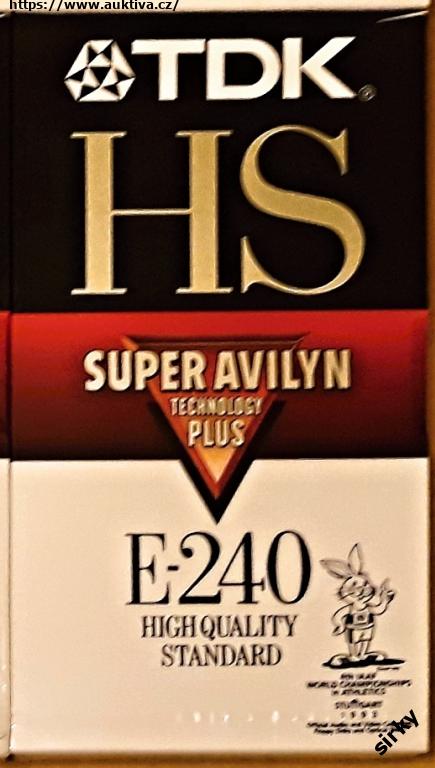 https://www.auktiva.cz/
TDK®
HS
SUPER AVILYN
TECHNOLOGY
PLUS
E-240
HIGH QUALITY
STANDARD
IAAF
WORLD CHAMPIONSHIPS
in ATHLETICS
STUTTGART
1993
sirky